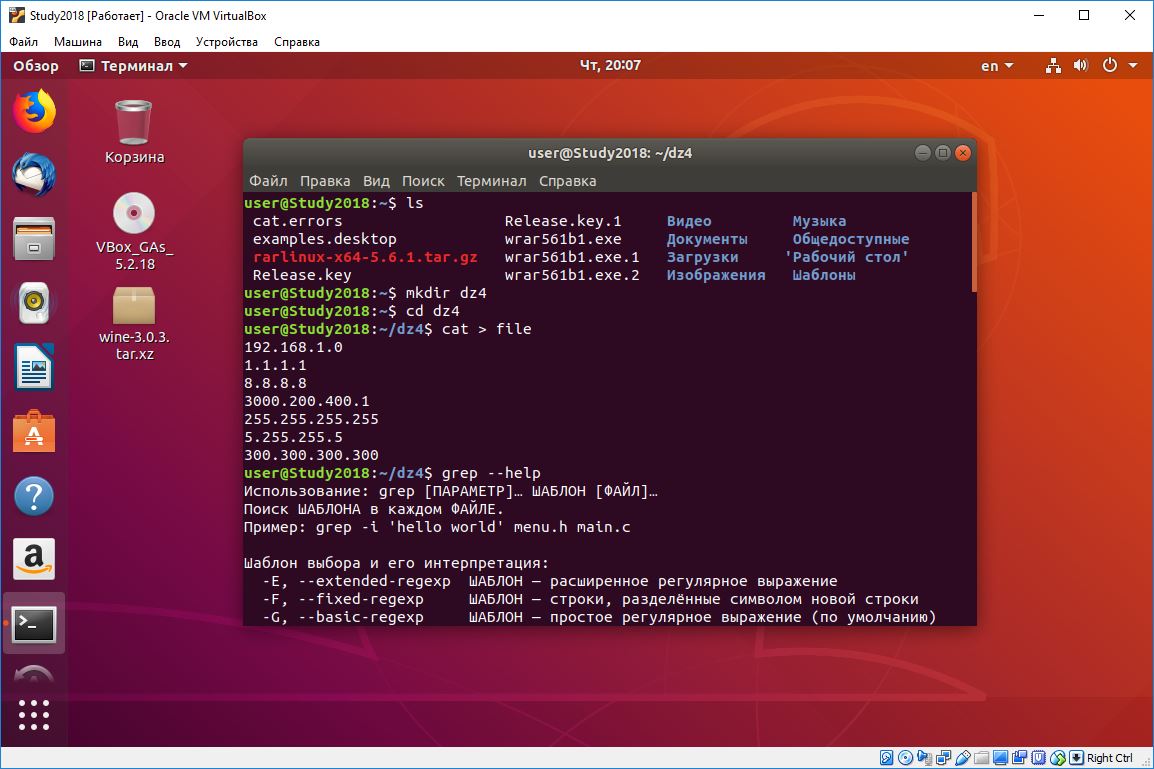 Study2018 [Работает] - Oracle VM VirtualBox
Файл Машина Вид Ввод Устройства Справка
Обзор Терминал Чт, 20:07 en
Корзина
VBox_GAs_
5.2.18
wine-3.0.3.
tar.xz
user@Study2018: ~/dz4
Файл Правка Вид Поиск Терминал Справка
user@Study2018:~$ ls
cat.errors Release.key.1 Видео Музыка
examples.desktop wrar561b1.exe Документы Общедоступные
rarlinux-x64-5.6.1.tar.gz wrar561b1.exe.1 Загрузки 'Рабочий стол'
Release.key wrar561b1.exe.2 Изображения Шаблоны
user@Study2018:~$ mkdir dz4
user@Study2018:~$ cd dz4
user@Study2018:~/dz4$ cat > file
192.168.1.0
1.1.1.1
8.8.8.8
3000.200.400.1
255.255.255.255
5.255.255.5
300.300.300.300
user@Study2018:~/dz4$ grep --help
Использование: grep [ПАРАМЕТР]… ШАБЛОН [ФАЙЛ]…
Поиск ШАБЛОНА в каждом ФАЙЛЕ.
Пример: grep -i 'hello world' menu.h main.c
Шаблон выбора и его интерпретация:
-E, --extended-regexp ШАБЛОН — расширенное регулярное выражение
-F, --fixed-regexp ШАБЛОН — строки, разделённые символом новой строки
-G, --basic-regexp ШАБЛОН — простое регулярное выражение (по умолчанию)
Right Ctrl